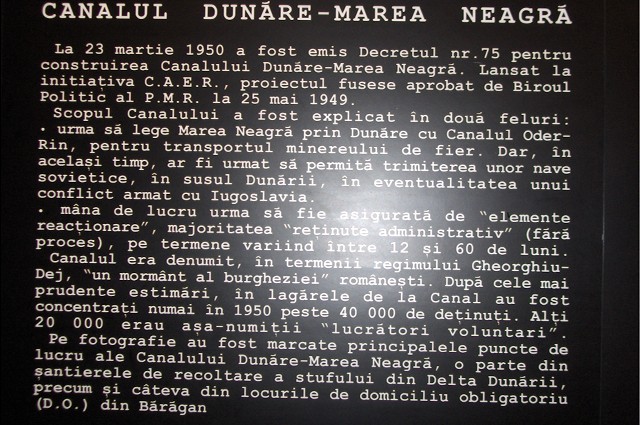 CANALUL DUNĂRE-MAREA NEAGRĂ
La 23 martie 1950 a fost emis Decretul nr.75 pentru
construirea Canalului Dunăre-Marea Neagră. Lansat la
inițiativa C.A.E.R., proiectul fusese aprobat de Biroul
Politic al P.M.R. la 25 mai 1949.
Scopul Canalului a fost explicat în două feluri:
· urma să lege Marea Neagră prin Dunăre cu Canalul Oder-
Rin, pentru transportul minereului de fier. Dar, în
același timp, ar fi urmat să permită trimiterea unor nave
sovietice, în susul Dunării, în eventualitatea unui
conflict armat cu Iugoslavia.
· mâna de lucru urma să fie asigurată de "elemente
reacționare", majoritatea "reținute administrativ" (fără
proces), pe termene variind între 12 și 60 de luni.
Canalul era denumit, în termenii regimului Gheorghiu-
Dej, "un mormânt al burgheziei" românești. După cele mai
prudente estimări, în lagărele de la Canal au fost
concentrați numai în 1950 peste 40 000 de deținuți. Alți
20 000 erau așa-numiții "lucrători voluntari".
Pe fotografie au fost marcate principalele puncte de
lucru ale Canalului Dunăre-Marea Neagră, o parte din
șantierele de recoltare a stufului din Delta Dunării,
precum și câteva din locurile de domiciliu obligatoriu
(D.O.) din Bărăgan